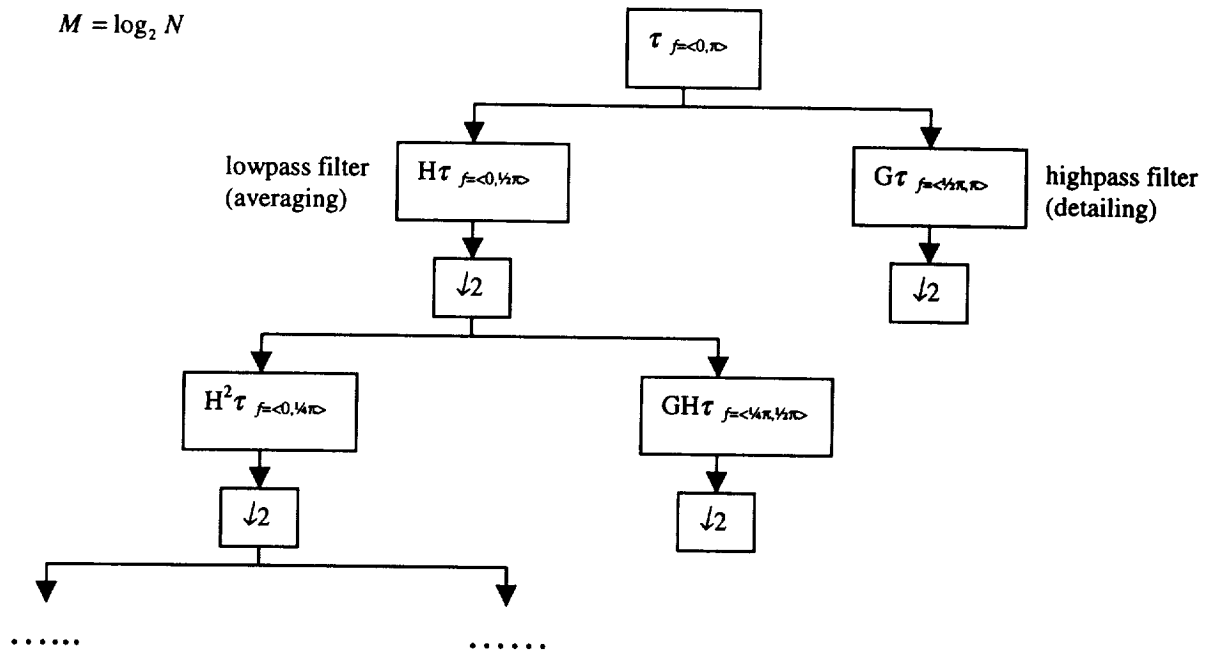 M = log₂ N
τ f=<0,π>
lowpass filter
(averaging)
Hτ f=<0,½π>
Gτ f=<½π,π>
highpass filter
(detailing)
↓2
↓2
H²τ f=<0,¼π>
GHτ f=<¼π,½π>
↓2
↓2
......
......